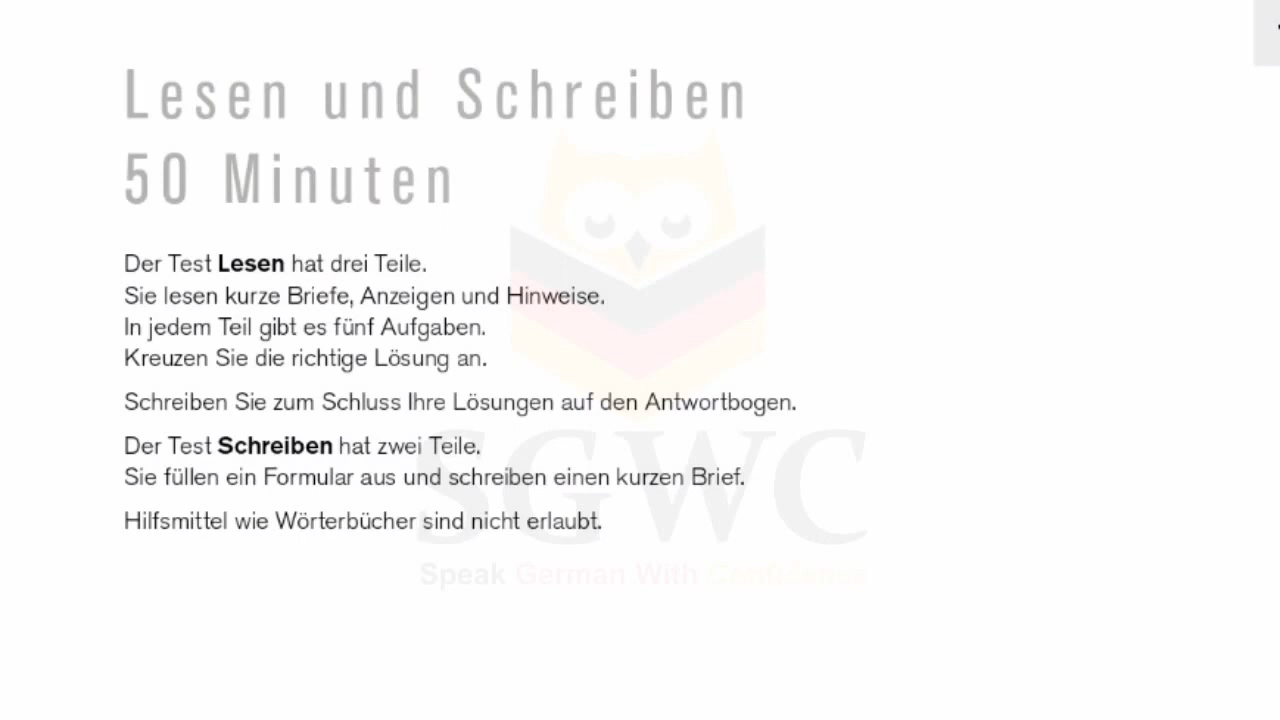 Lesen und Schreiben
50 Minuten
Der Test Lesen hat drei Teile.
Sie lesen kurze Briefe, Anzeigen und Hinweise.
In jedem Teil gibt es fünf Aufgaben.
Kreuzen Sie die richtige Lösung an.
Schreiben Sie zum Schluss Ihre Lösungen auf den Antwortbogen.
Der Test Schreiben hat zwei Teile.
Sie füllen ein Formular aus und schreiben einen kurzen Brief.
Hilfsmittel wie Wörterbücher sind nicht erlaubt.
SGWC
Speak German With Confidence